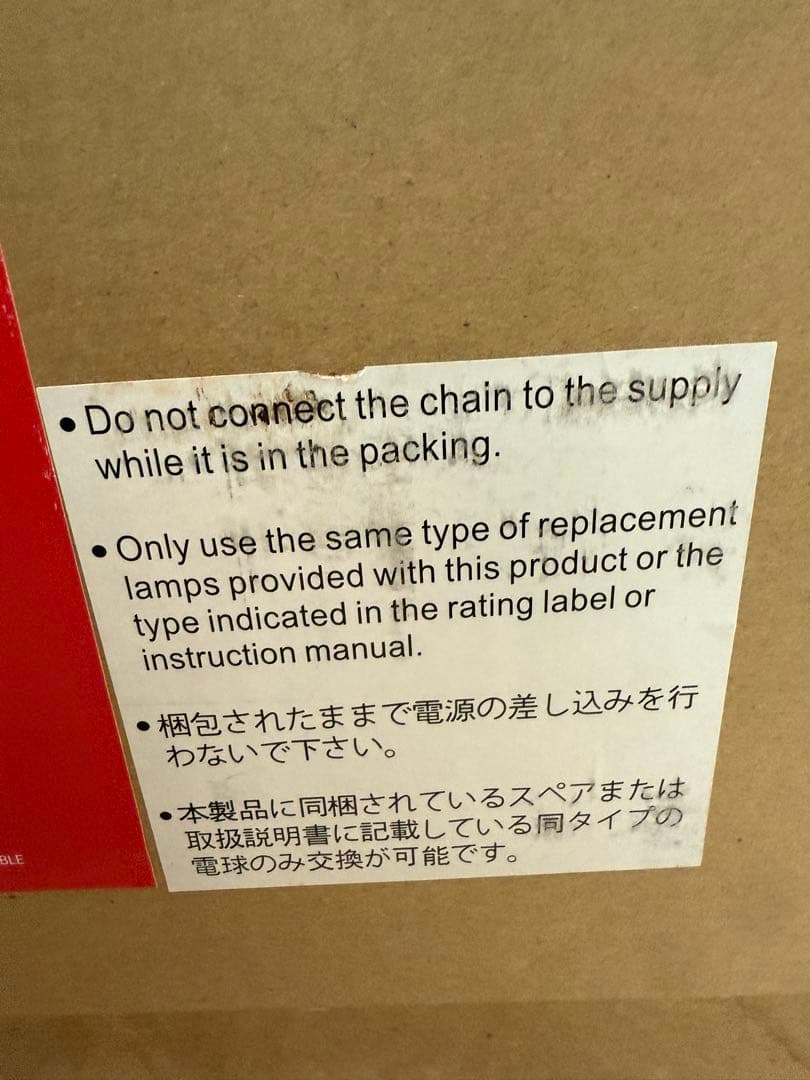 • Do not connect the chain to the supply
while it is in the packing.
• Only use the same type of replacement
lamps provided with this product or the
type indicated in the rating label or
instruction manual.
• 梱包されたままで電源の差し込みを行
わないで下さい。
• 本製品に同梱されているスペアまたは
取扱説明書に記載している同タイプの
電球のみ交換が可能です。
BLE